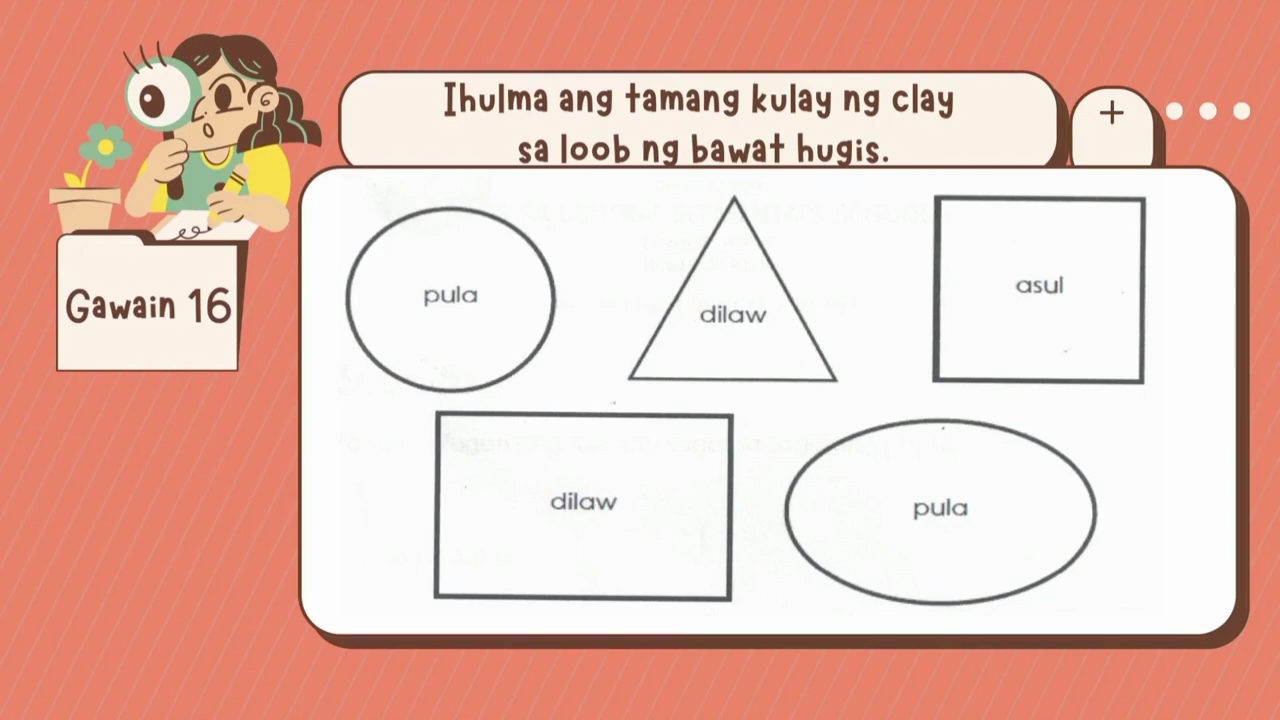 Ihulma ang tamang kulay ng clay
sa loob ng bawat hugis.
Gawain 16
pula
dilaw
asul
dilaw
pula